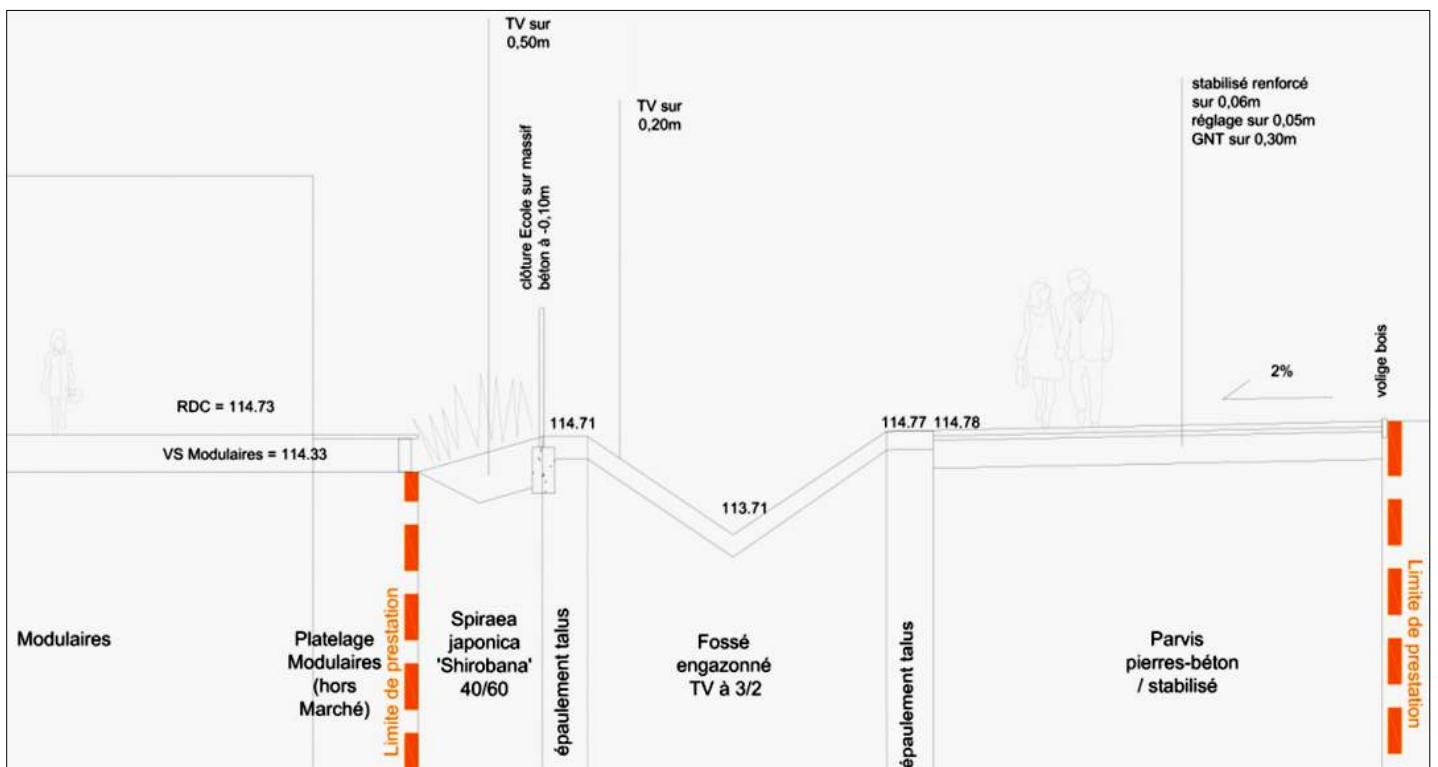 TV sur
0,50m
clôture Ecole sur massif
béton à -0,10m
TV sur
0,20m
stabilisé renforcé
sur 0,06m
réglage sur 0,05m
GNT sur 0,30m
2%
volige bois
RDC = 114.73
VS Modulaires = 114.33
114.71
113.71
114.77
114.78
Modulaires
Platelage
Modulaires
(hors
Marché)
Limite de prestation
Spiraea
japonica
'Shirobana'
40/60
épaulement talus
Fossé
engazonné
TV à 3/2
épaulement talus
Parvis
pierres-béton
/ stabilisé
Limite de prestation